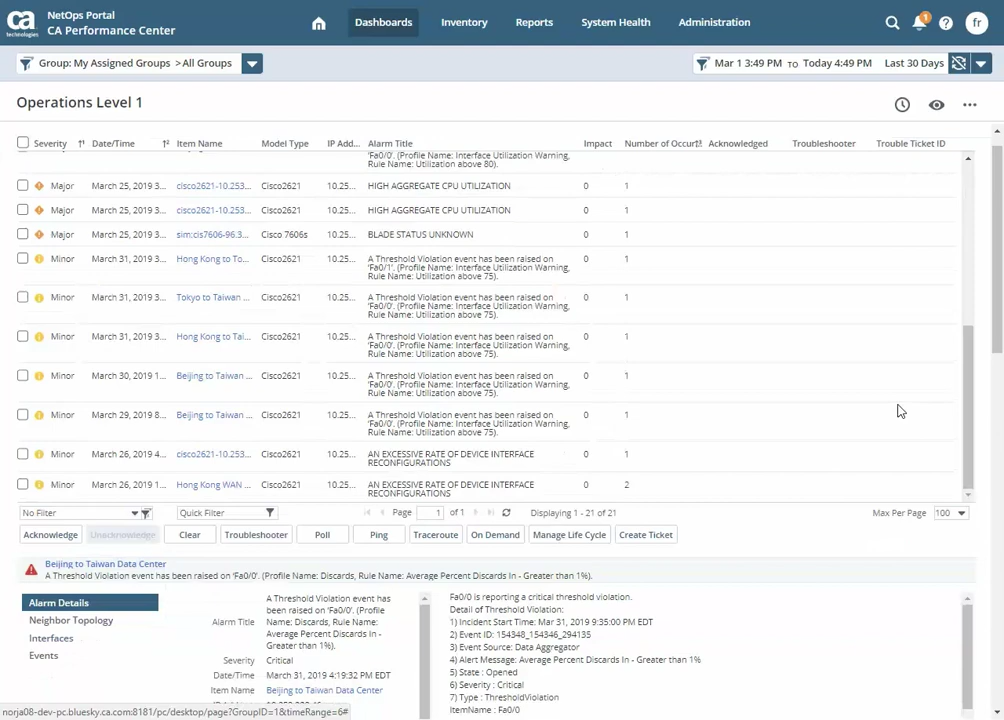 ca
technologies
NetOps Portal
CA Performance Center
Dashboards
Inventory
Reports
System Health
Administration
1
fr
Group: My Assigned Groups > All Groups
Mar 1 3:49 PM TO Today 4:49 PM Last 30 Days
Operations Level 1
Severity Date/Time Item Name Model Type IP Add... Alarm Title Impact Number of Occur Acknowledged Troubleshooter Trouble Ticket ID
'Fa0/0'. (Profile Name: Interface Utilization Warning,
Rule Name: Utilization above 80).
Major March 25, 2019 3... cisco2621-10.253... Cisco2621 10.25... HIGH AGGREGATE CPU UTILIZATION 0 1
Major March 25, 2019 3... cisco2621-10.253... Cisco2621 10.25... HIGH AGGREGATE CPU UTILIZATION 0 1
Major March 25, 2019 3... sim:cis7606-96.3... Cisco 7606s 10.25... BLADE STATUS UNKNOWN 0 1
Minor March 31, 2019 3... Hong Kong to To... Cisco2621 10.25... A Threshold Violation event has been raised on 0 1
'Fa0/1'. (Profile Name: Interface Utilization Warning,
Rule Name: Utilization above 75).
Minor March 31, 2019 3... Tokyo to Taiwan ... Cisco2621 10.25... A Threshold Violation event has been raised on 0 1
'Fa0/0'. (Profile Name: Interface Utilization Warning,
Rule Name: Utilization above 75).
Minor March 31, 2019 3... Hong Kong to Tai... Cisco2621 10.25... A Threshold Violation event has been raised on 0 1
'Fa0/0'. (Profile Name: Interface Utilization Warning,
Rule Name: Utilization above 75).
Minor March 30, 2019 1... Beijing to Taiwan ... Cisco2621 10.25... A Threshold Violation event has been raised on 0 1
'Fa0/0'. (Profile Name: Interface Utilization Warning,
Rule Name: Utilization above 75).
Minor March 29, 2019 8... Beijing to Taiwan ... Cisco2621 10.25... A Threshold Violation event has been raised on 0 1
'Fa0/0'. (Profile Name: Interface Utilization Warning,
Rule Name: Utilization above 75).
Minor March 26, 2019 4... cisco2621-10.253... Cisco2621 10.25... AN EXCESSIVE RATE OF DEVICE INTERFACE 0 1
RECONFIGURATIONS
Minor March 26, 2019 1... Hong Kong WAN ... Cisco2621 10.25... AN EXCESSIVE RATE OF DEVICE INTERFACE 0 2
RECONFIGURATIONS
No Filter Quick Filter Page 1 of 1 Displaying 1 - 21 of 21 Max Per Page 100
Acknowledge Unacknowledge Clear Troubleshooter Poll Ping Traceroute On Demand Manage Life Cycle Create Ticket
Beijing to Taiwan Data Center
A Threshold Violation event has been raised on 'Fa0/0'. (Profile Name: Discards, Rule Name: Average Percent Discards In - Greater than 1%).
Alarm Details
Neighbor Topology
Interfaces
Events
Alarm Title
A Threshold Violation event has
been raised on 'Fa0/0'. (Profile
Name: Discards, Rule Name:
Average Percent Discards In -
Greater than 1%).
Severity Critical
Date/Time March 31, 2019 4:19:32 PM EDT
Item Name Beijing to Taiwan Data Center
Fa0/0 is reporting a critical threshold violation.
Detail of Threshold Violation:
1) Incident Start Time: Mar 31, 2019 9:35:00 PM EDT
2) Event ID: 154348_154346_294135
3) Event Source: Data Aggregator
4) Alert Message: Average Percent Discards In - Greater than 1%
5) State : Opened
6) Severity : Critical
7) Type : ThresholdViolation
ItemName : Fa0/0
norja08-dev-pc.bluesky.ca.com:8181/pc/desktop/page?GroupID=1&timeRange=6#